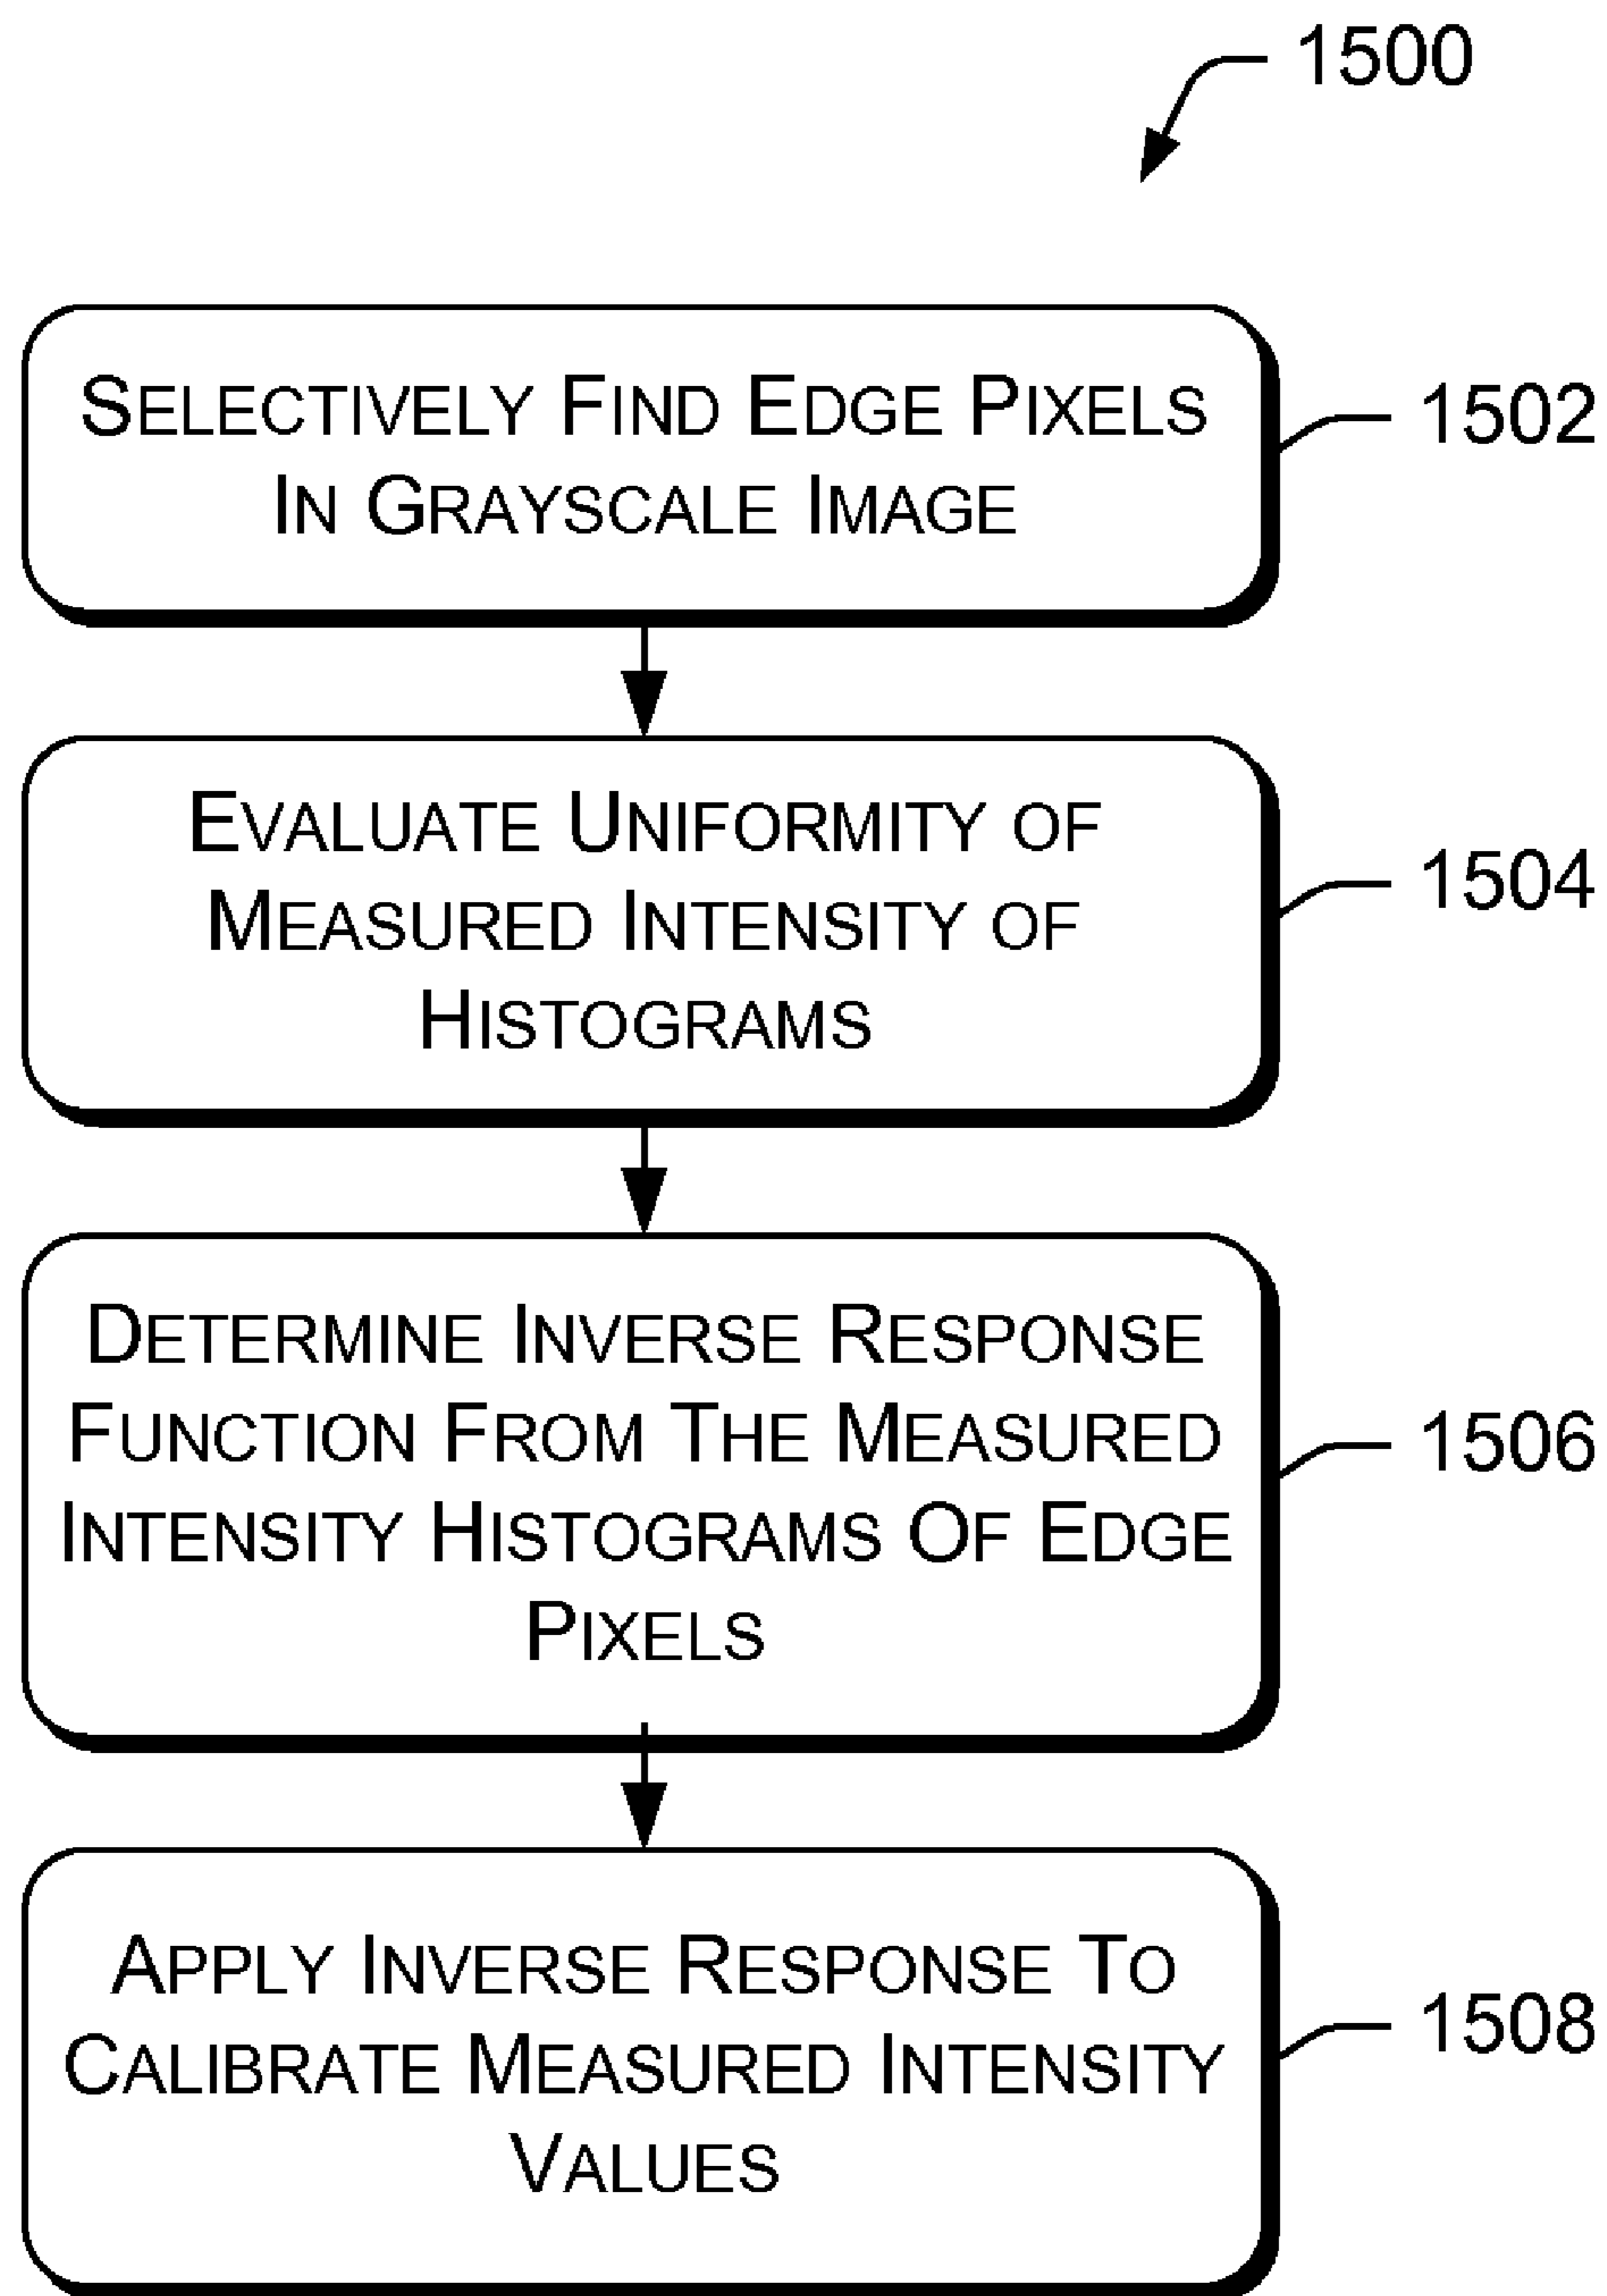 1500
SELECTIVELY FIND EDGE PIXELS
IN GRAYSCALE IMAGE
1502
EVALUATE UNIFORMITY OF
MEASURED INTENSITY OF
HISTOGRAMS
1504
DETERMINE INVERSE RESPONSE
FUNCTION FROM THE MEASURED
INTENSITY HISTOGRAMS OF EDGE
PIXELS
1506
APPLY INVERSE RESPONSE TO
CALIBRATE MEASURED INTENSITY
VALUES
1508